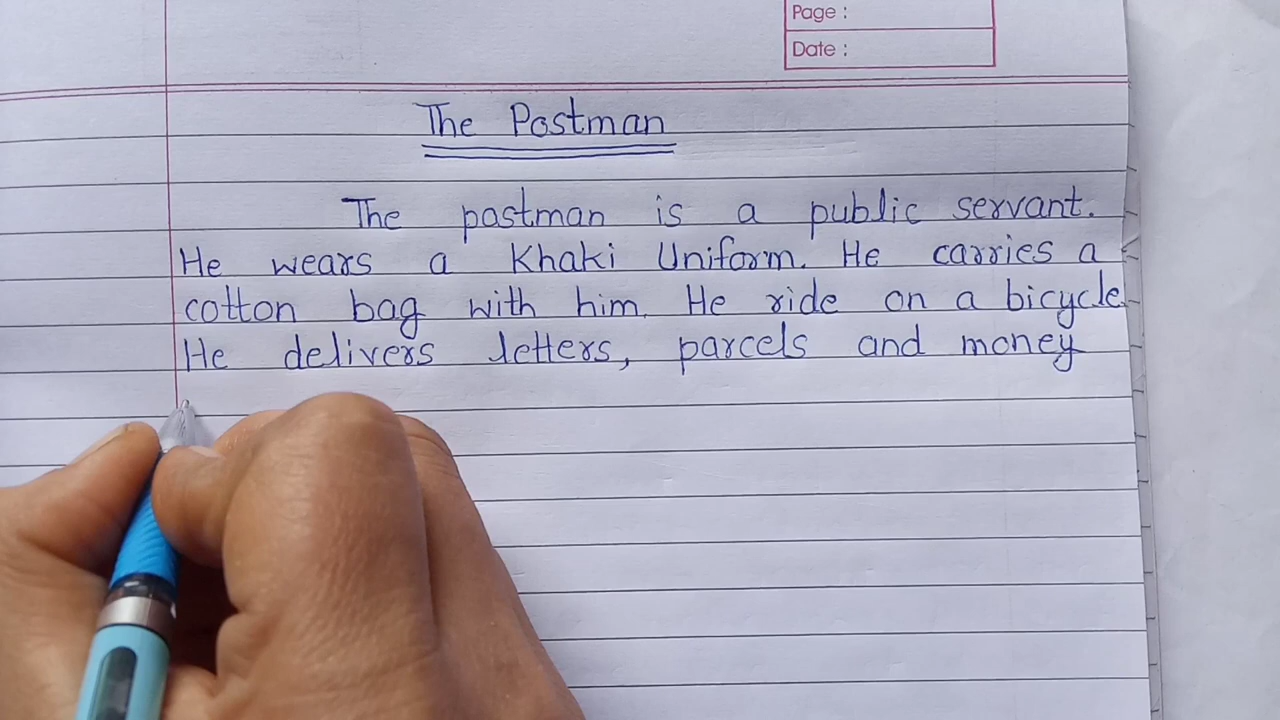 Page :
Date :
The Postman
The postman is a public servant.
He wears a Khaki Uniform. He carries a
cotton bag with him. He ride on a bicycle.
He delivers letters, parcels and money